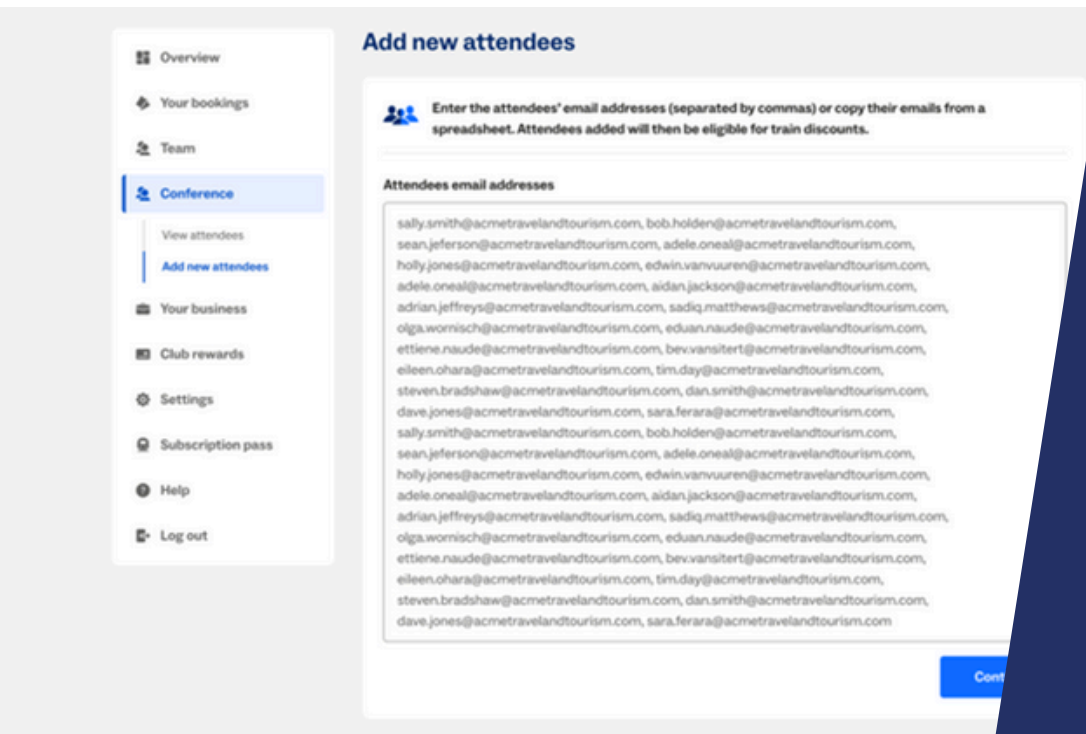 Overview
Your bookings
Team
Conference
View attendees
Add new attendees
Your business
Club rewards
Settings
Subscription pass
Help
Log out
Add new attendees
Enter the attendees' email addresses (separated by commas) or copy their emails from a
spreadsheet. Attendees added will then be eligible for train discounts.
Attendees email addresses
sally.smith@acmetravelandtourism.com, bob.holden@acmetravelandtourism.com,
sean.jeferson@acmetravelandtourism.com, adele.oneal@acmetravelandtourism.com,
holly.jones@acmetravelandtourism.com, edwin.vanvuuren@acmetravelandtourism.com,
adele.oneal@acmetravelandtourism.com, aidan.jackson@acmetravelandtourism.com,
adrian.jeffreys@acmetravelandtourism.com, sadiq.matthews@acmetravelandtourism.com,
olga.wornisch@acmetravelandtourism.com, eduan.naude@acmetravelandtourism.com,
ettiene.naude@acmetravelandtourism.com, bev.vansitert@acmetravelandtourism.com,
eileen.ohara@acmetravelandtourism.com, tim.day@acmetravelandtourism.com,
steven.bradshaw@acmetravelandtourism.com, dan.smith@acmetravelandtourism.com,
dave.jones@acmetravelandtourism.com, sara.ferara@acmetravelandtourism.com,
sally.smith@acmetravelandtourism.com, bob.holden@acmetravelandtourism.com,
sean.jeferson@acmetravelandtourism.com, adele.oneal@acmetravelandtourism.com,
holly.jones@acmetravelandtourism.com, edwin.vanvuuren@acmetravelandtourism.com,
adele.oneal@acmetravelandtourism.com, aidan.jackson@acmetravelandtourism.com,
adrian.jeffreys@acmetravelandtourism.com, sadiq.matthews@acmetravelandtourism.com,
olga.wornisch@acmetravelandtourism.com, eduan.naude@acmetravelandtourism.com,
ettiene.naude@acmetravelandtourism.com, bev.vansitert@acmetravelandtourism.com,
eileen.ohara@acmetravelandtourism.com, tim.day@acmetravelandtourism.com,
steven.bradshaw@acmetravelandtourism.com, dan.smith@acmetravelandtourism.com,
dave.jones@acmetravelandtourism.com, sara.ferara@acmetravelandtourism.com
Cont